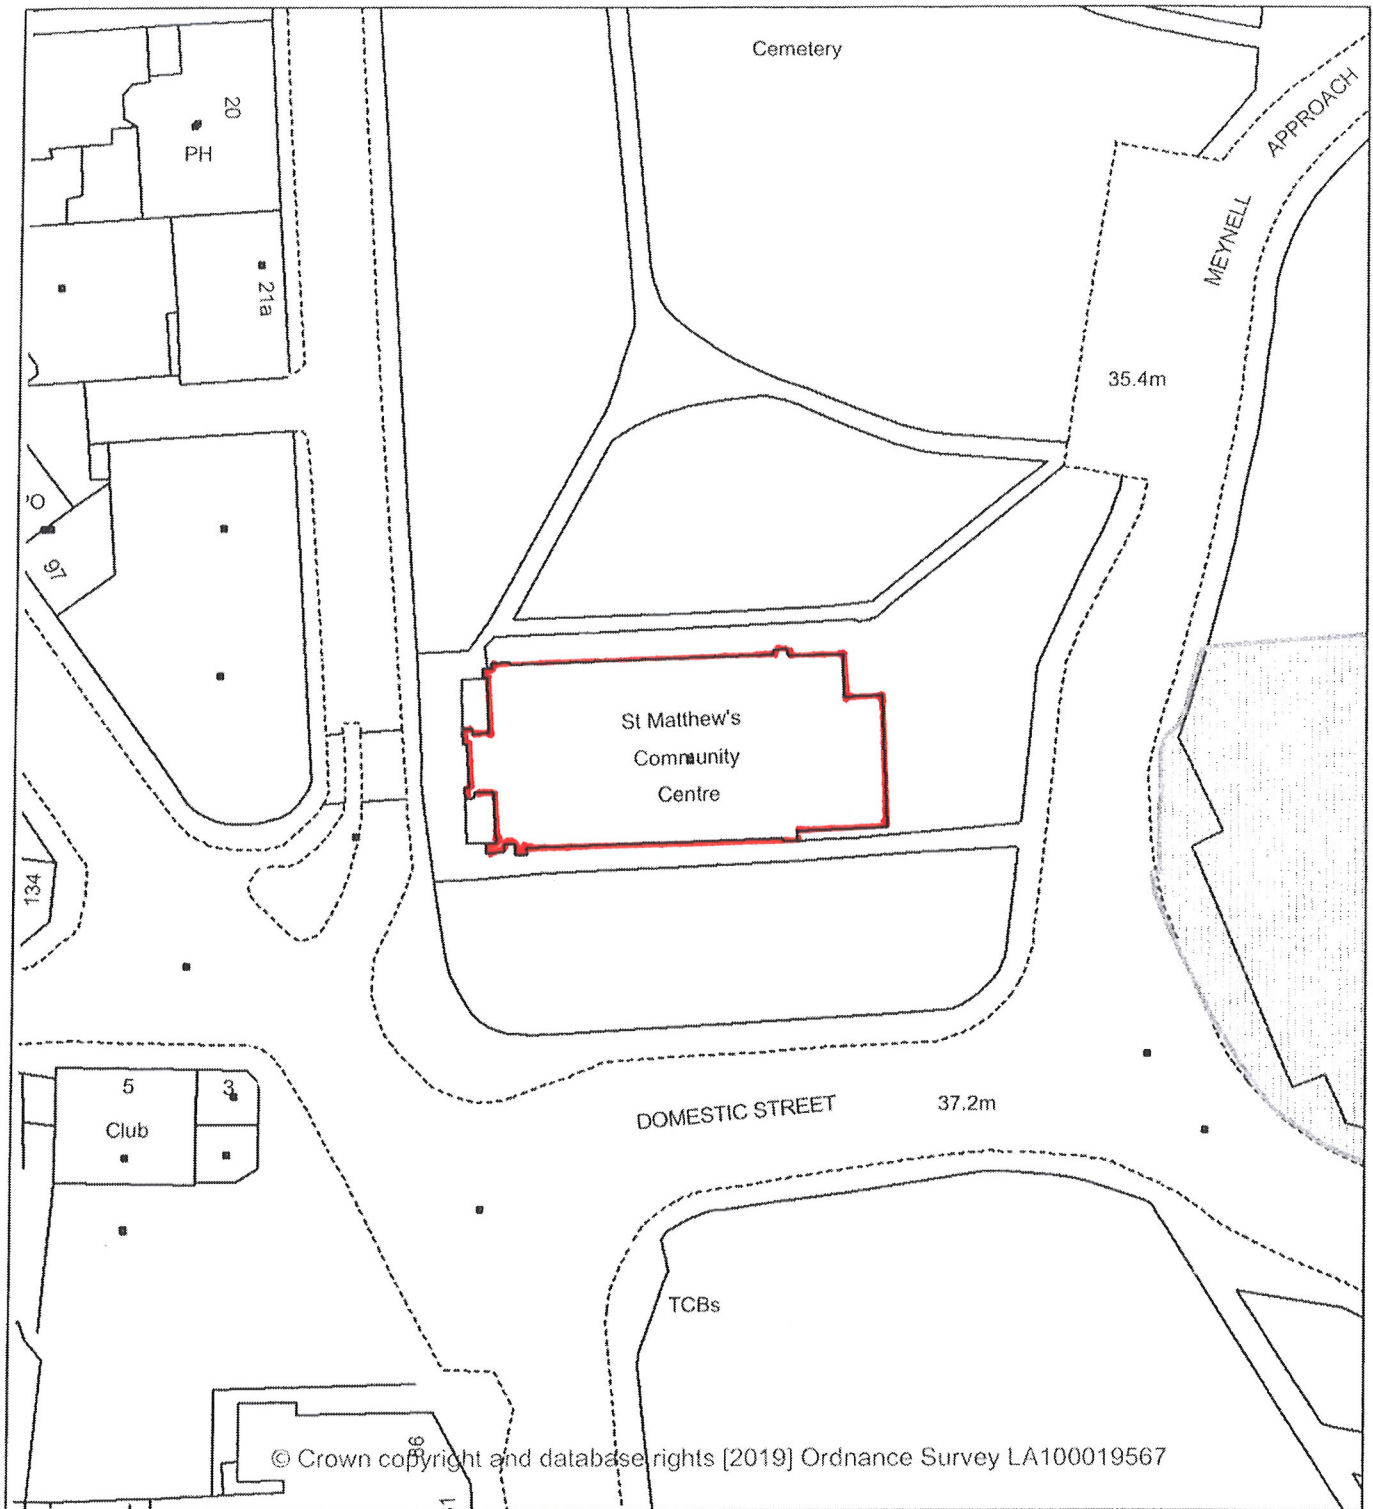 Cemetery
MEYNELL APPROACH
20
PH
21a
35.4m
'O
97
St Matthew's
Community
Centre
134
5
3
Club
DOMESTIC STREET
37.2m
TCBs
© Crown copyright and database rights [2019] Ordnance Survey LA100019567